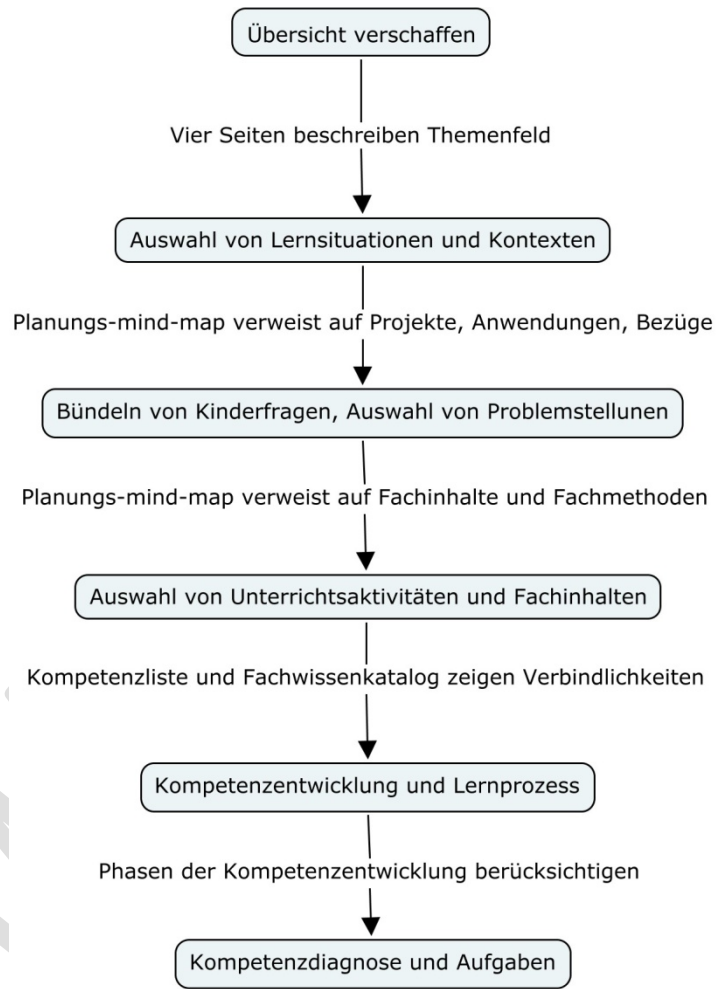 Übersicht verschaffen
Vier Seiten beschreiben Themenfeld
Auswahl von Lernsituationen und Kontexten
Planungs-mind-map verweist auf Projekte, Anwendungen, Bezüge
Bündeln von Kinderfragen, Auswahl von Problemstellunen
Planungs-mind-map verweist auf Fachinhalte und Fachmethoden
Auswahl von Unterrichtsaktivitäten und Fachinhalten
Kompetenzliste und Fachwissenkatalog zeigen Verbindlichkeiten
Kompetenzentwicklung und Lernprozess
Phasen der Kompetenzentwicklung berücksichtigen
Kompetenzdiagnose und Aufgaben